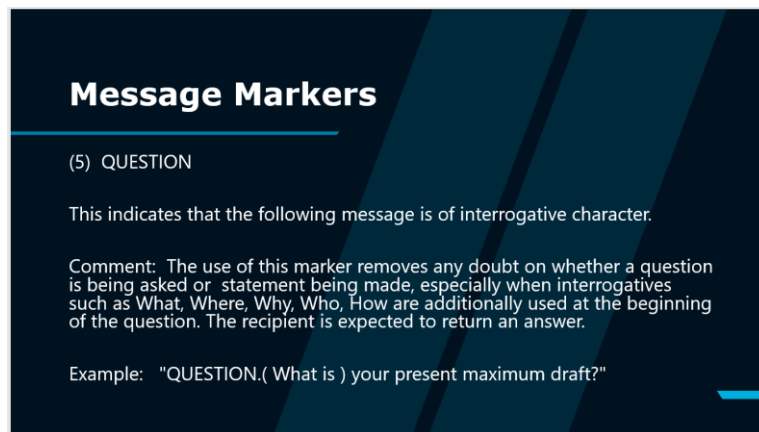 Message Markers
(5)  QUESTION
This indicates that the following message is of interrogative character.
Comment:  The use of this marker removes any doubt on whether a question
is being asked or  statement being made, especially when interrogatives
such as What, Where, Why, Who, How are additionally used at the beginning
of the question. The recipient is expected to return an answer.
Example:   "QUESTION.( What is ) your present maximum draft?"